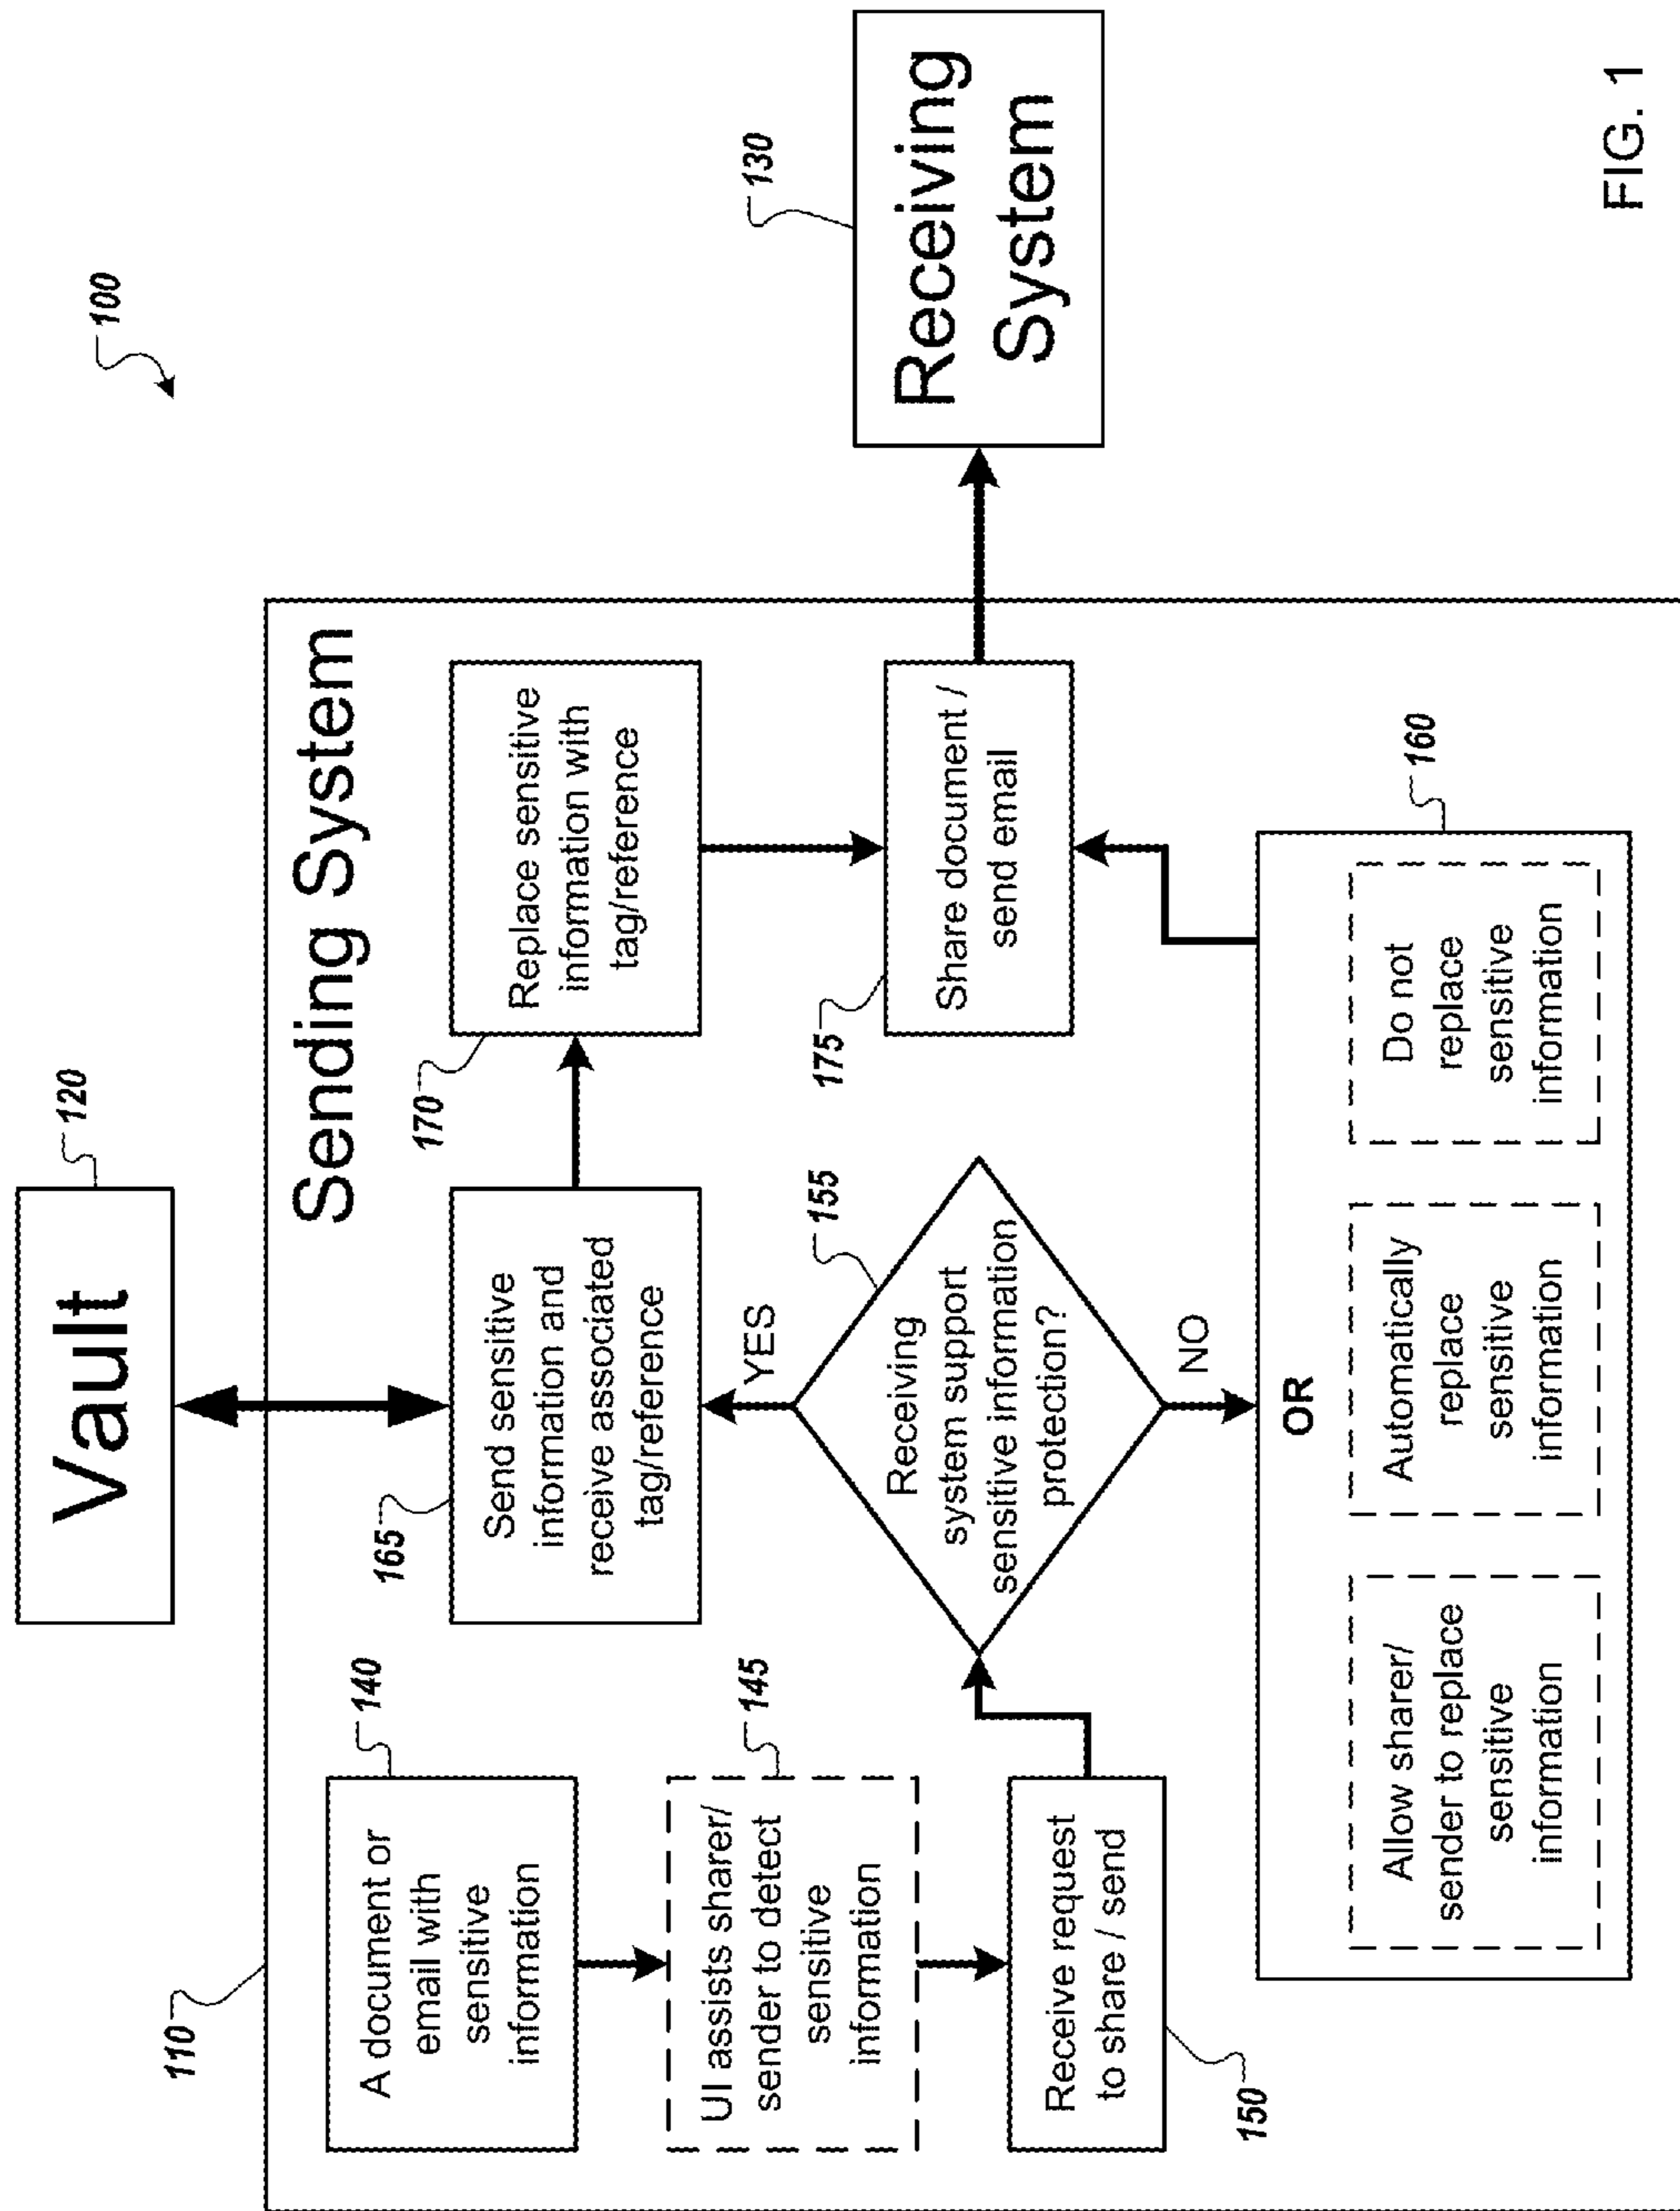 100
Vault
120
Sending System
110
A document or
email with
sensitive
information
140
UI assists sharer/
sender to detect
sensitive
information
145
Receive request
to share / send
150
Receiving
system support
sensitive information
protection?
155
YES
NO
165
Send sensitive
information and
receive associated
tag/reference
170
Replace sensitive
information with
tag/reference
175
Share document /
send email
160
OR
Allow sharer/
sender to replace
sensitive
information
Automatically
replace
sensitive
information
Do not
replace
sensitive
information
130
Receiving
System
FIG. 1